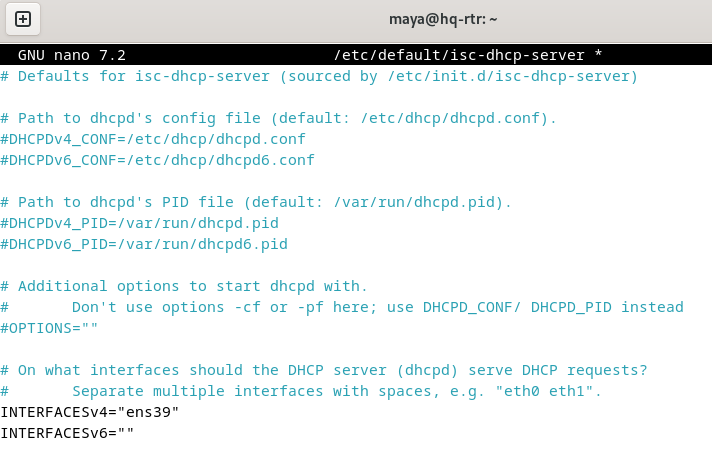 maya@hq-rtr: ~
GNU nano 7.2 /etc/default/isc-dhcp-server *
# Defaults for isc-dhcp-server (sourced by /etc/init.d/isc-dhcp-server)
# Path to dhcpd's config file (default: /etc/dhcp/dhcpd.conf).
#DHCPDv4_CONF=/etc/dhcp/dhcpd.conf
#DHCPDv6_CONF=/etc/dhcp/dhcpd6.conf
# Path to dhcpd's PID file (default: /var/run/dhcpd.pid).
#DHCPDv4_PID=/var/run/dhcpd.pid
#DHCPDv6_PID=/var/run/dhcpd6.pid
# Additional options to start dhcpd with.
#       Don't use options -cf or -pf here; use DHCPD_CONF/ DHCPD_PID instead
#OPTIONS=""
# On what interfaces should the DHCP server (dhcpd) serve DHCP requests?
#       Separate multiple interfaces with spaces, e.g. "eth0 eth1".
INTERFACESv4="ens39"
INTERFACESv6=""